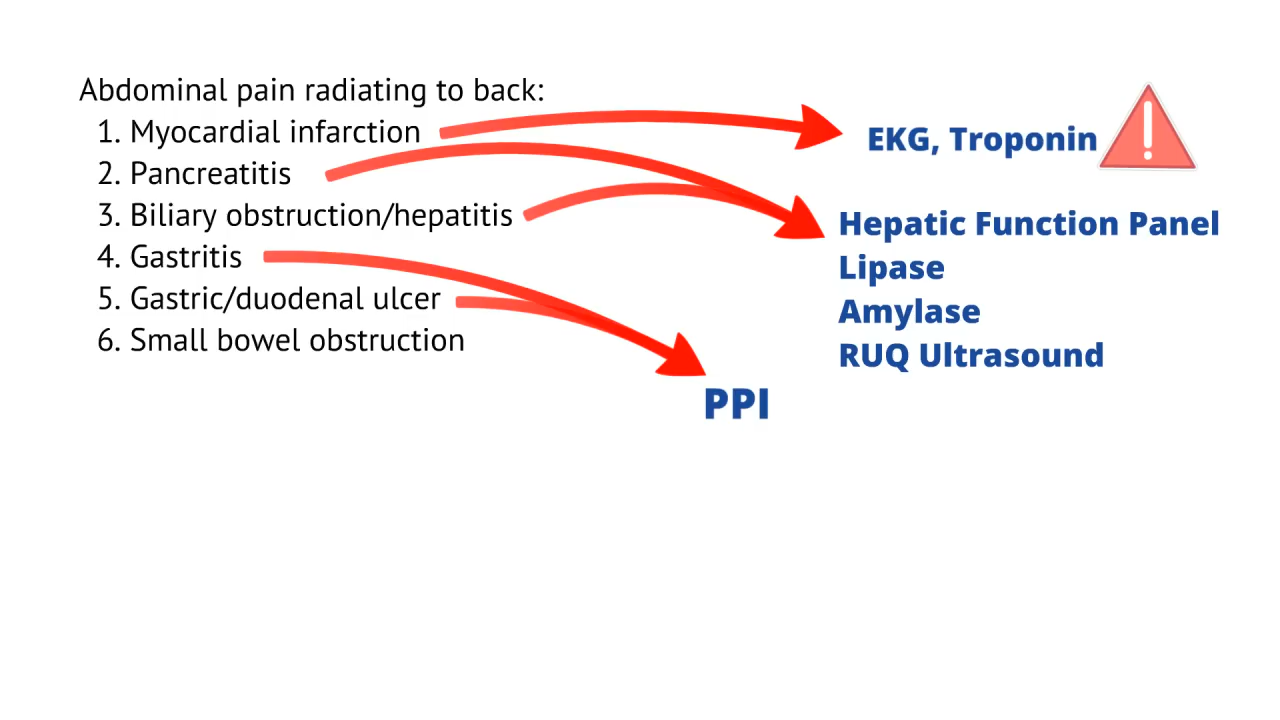 Abdominal pain radiating to back:
1. Myocardial infarction
2. Pancreatitis
3. Biliary obstruction/hepatitis
4. Gastritis
5. Gastric/duodenal ulcer
6. Small bowel obstruction
EKG, Troponin
!
Hepatic Function Panel
Lipase
Amylase
RUQ Ultrasound
PPI